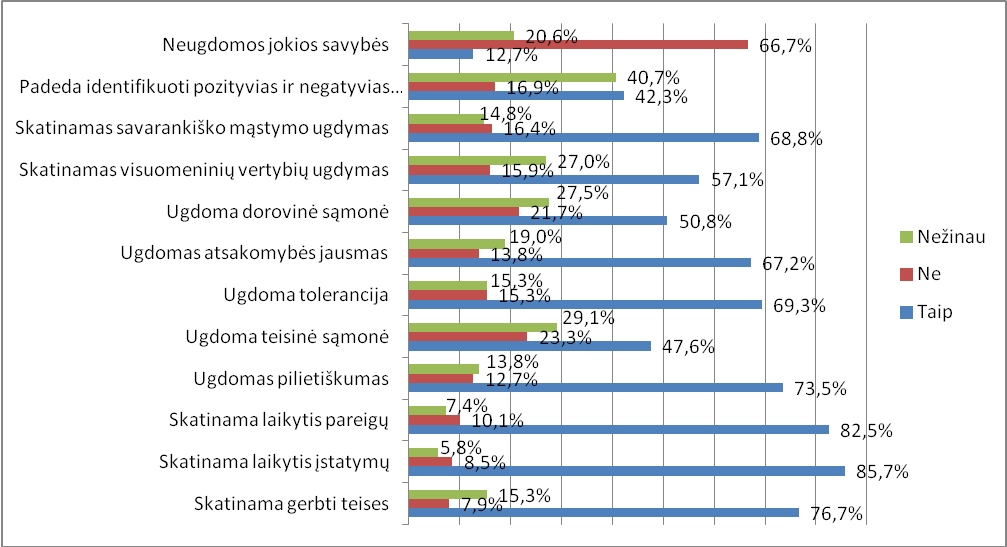 Neugdomos jokios savybės
20,6%
66,7%
12,7%
Padeda identifikuoti pozityvias ir negatyvias...
40,7%
16,9%
42,3%
Skatinamas savarankiško mąstymo ugdymas
14,8%
16,4%
68,8%
Skatinamas visuomeninių vertybių ugdymas
27,0%
15,9%
57,1%
Ugdoma dorovinė sąmonė
27,5%
21,7%
50,8%
Ugdomas atsakomybės jausmas
19,0%
13,8%
67,2%
Ugdoma tolerancija
15,3%
15,3%
69,3%
Ugdoma teisinė sąmonė
29,1%
23,3%
47,6%
Ugdomas pilietiškumas
13,8%
12,7%
73,5%
Skatinama laikytis pareigų
7,4%
10,1%
82,5%
Skatinama laikytis įstatymų
5,8%
8,5%
85,7%
Skatinama gerbti teises
15,3%
7,9%
76,7%
Nežinau
Ne
Taip